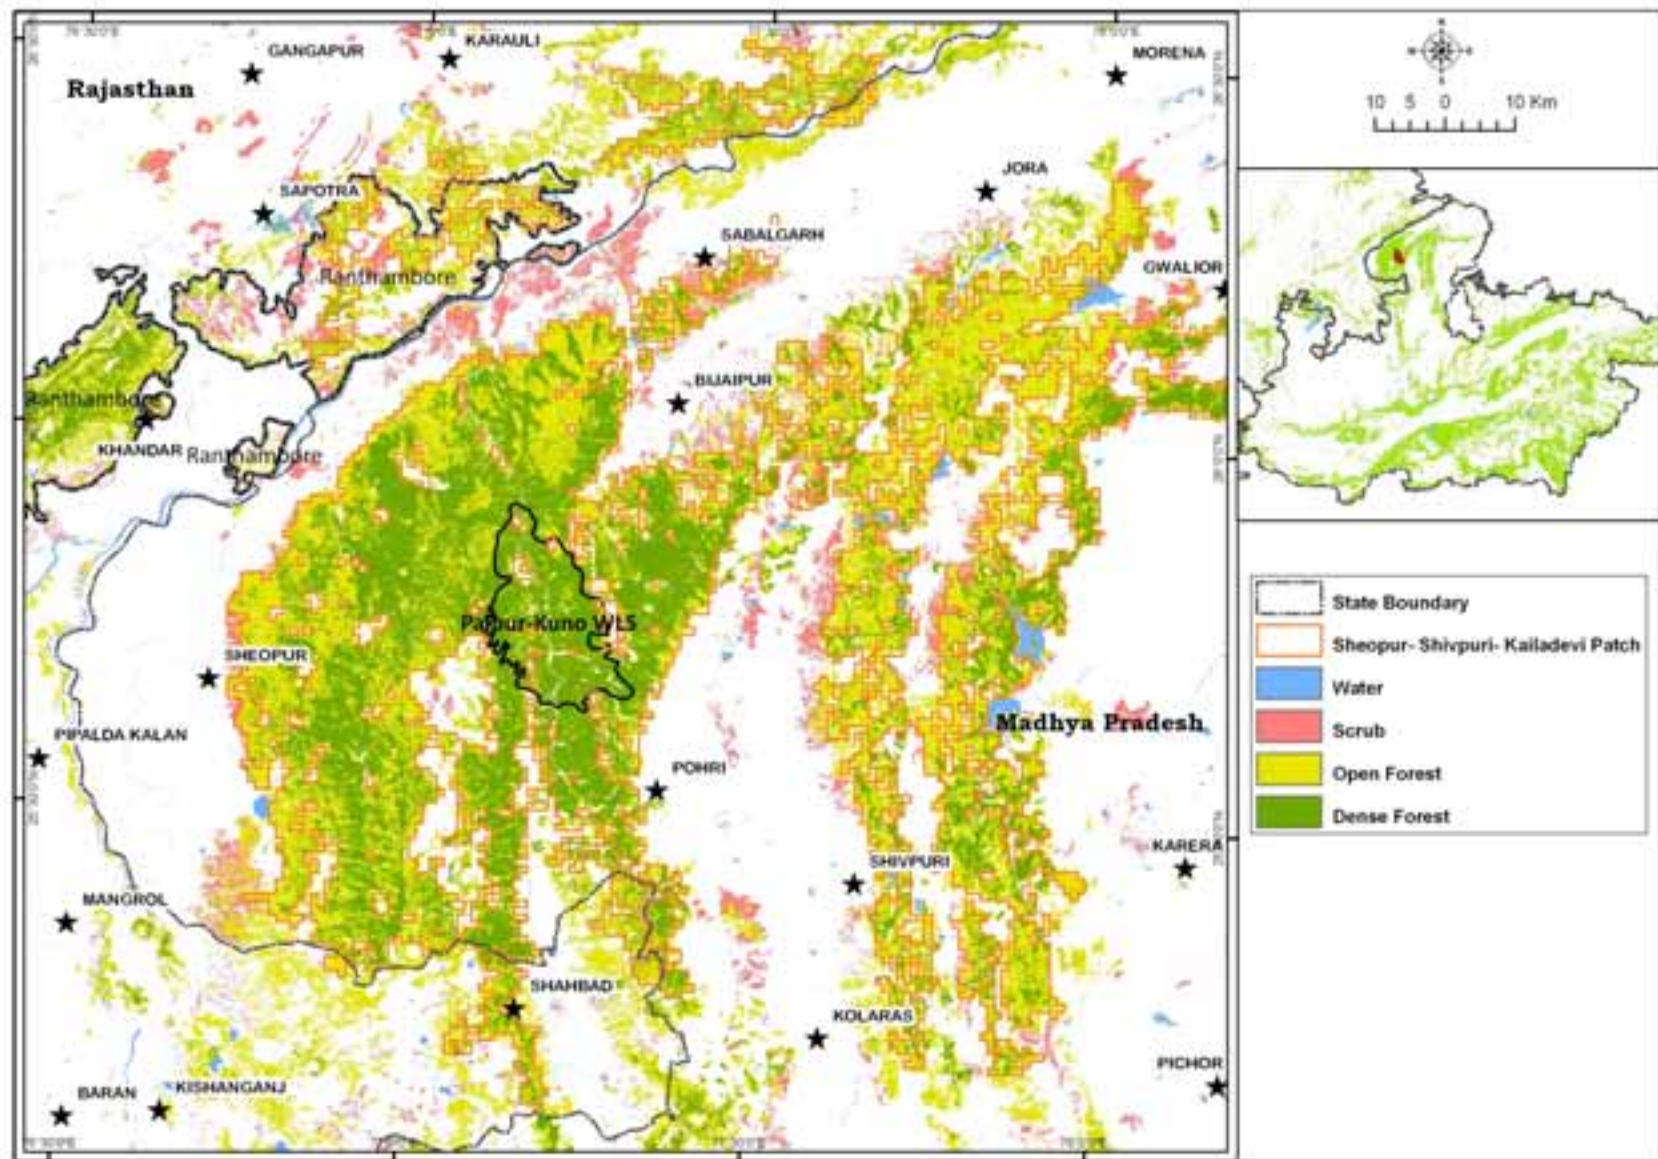 GANGAPUR
KARAULI
MORENA
Rajasthan
10 5 0 10 Km
JORA
SAPOTRA
SABALGARH
Ranthambore
GWALIOR
BIJAIPUR
Ranthambore
KHANDAR
Ranthambore
State Boundary
Papur-Kuno WLS
Sheopur- Shivpuri- Kailadevi Patch
SHEOPUR
Water
Madhya Pradesh
Scrub
PIPALDA KALAN
POHRI
Open Forest
Dense Forest
KARERA
SHIVPURI
MANGROL
SHAHBAD
KOLARAS
PICHOR
BARAN
KISHANGANJ